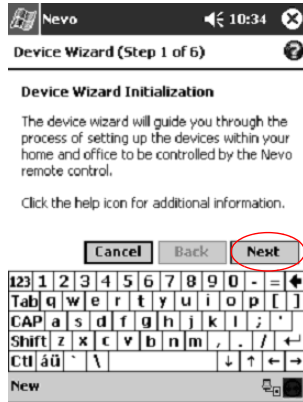 Nevo 10:34
Device Wizard (Step 1 of 6)
Device Wizard Initialization
The device wizard will guide you through the
process of setting up the devices within your
home and office to be controlled by the Nevo
remote control.
Click the help icon for additional information.
Cancel Back Next
123 1 2 3 4 5 6 7 8 9 0 - =
Tab q w e r t y u i o p [ ]
CAP a s d f g h j k l ; '
Shift z x c v b n m , . /
Ctl áü ` \ ↓ ↑ ← →
New